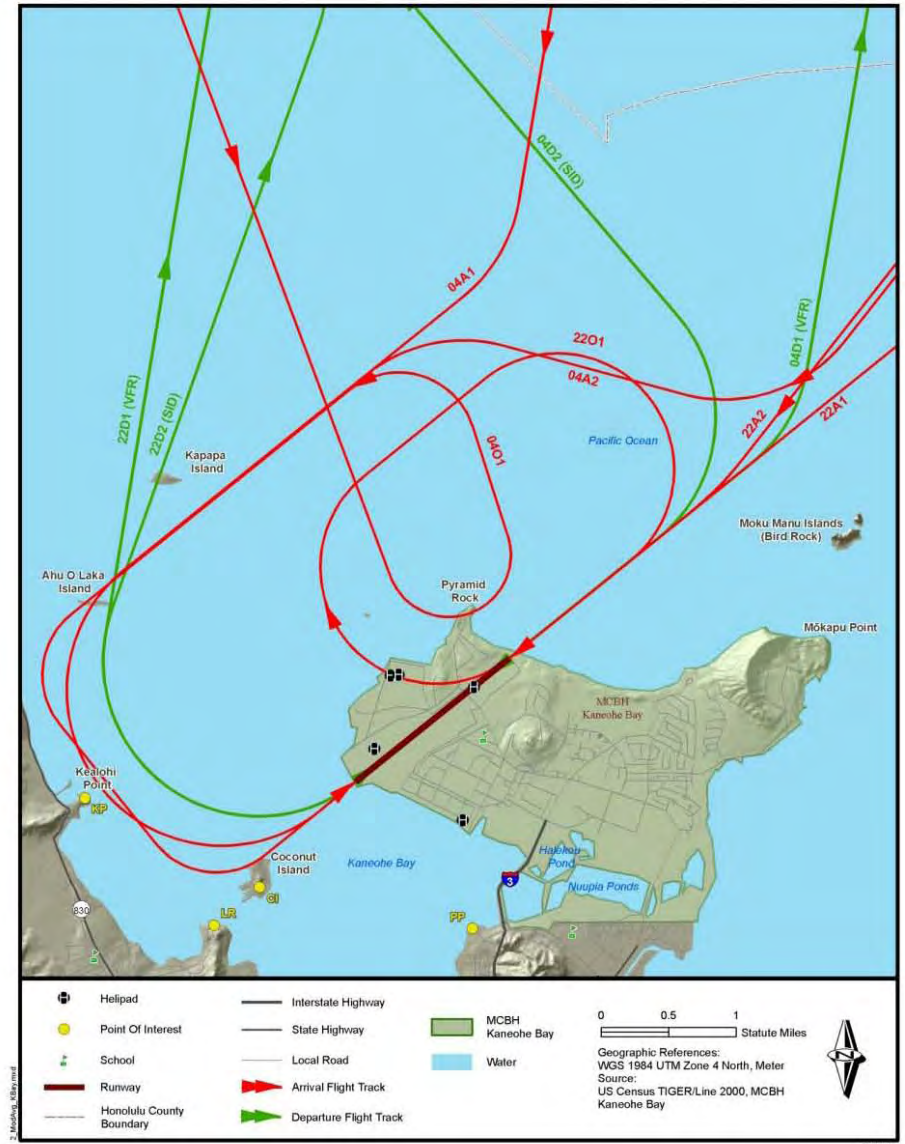 04D2 (SID)
04A1
22O1
04A2
04D1 (VFR)
22D1 (VFR)
22D2 (SID)
22A2
22A1
04O1
Pacific Ocean
Kapapa
Island
Moku Manu Islands
(Bird Rock)
Ahu O Laka
Island
Pyramid
Rock
Mōkapu Point
MCBH
Kaneohe Bay
Kealohi
Point
KP
Coconut
Island
CI
Kaneohe Bay
Halekou
Pond
Nuupia Ponds
3
830
LR
PP
Helipad
Point Of Interest
School
Runway
Honolulu County
Boundary
Interstate Highway
State Highway
Local Road
Arrival Flight Track
Departure Flight Track
MCBH
Kaneohe Bay
Water
0 0.5 1
Statute Miles
Geographic References:
WGS 1984 UTM Zone 4 North, Meter
Source:
US Census TIGER/Line 2000, MCBH
Kaneohe Bay
N
2_ModAvg_KBay.mxd